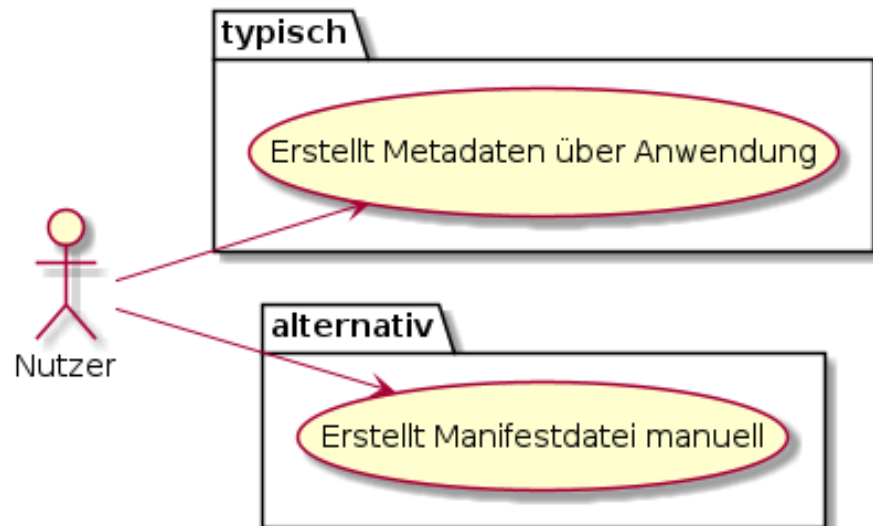 typisch
Erstellt Metadaten über Anwendung
Nutzer
alternativ
Erstellt Manifestdatei manuell